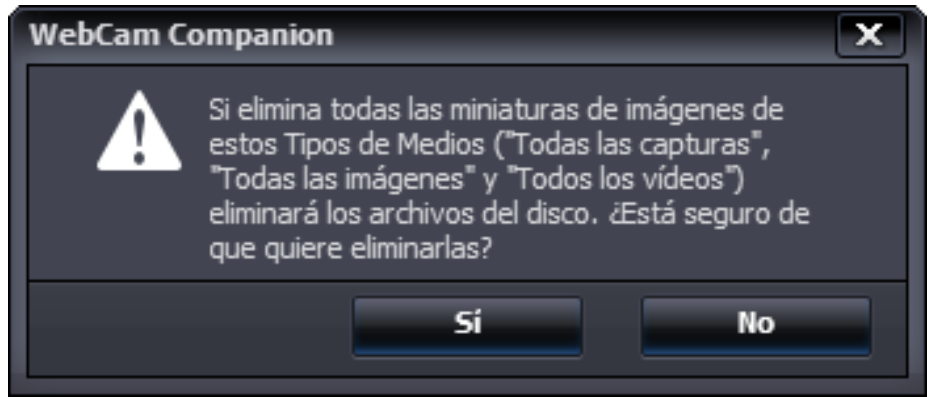 WebCam Companion
Si elimina todas las miniaturas de imágenes de
estos Tipos de Medios ("Todas las capturas",
"Todas las imágenes" y "Todos los vídeos")
eliminará los archivos del disco. ¿Está seguro de
que quiere eliminarlas?
Sí
No